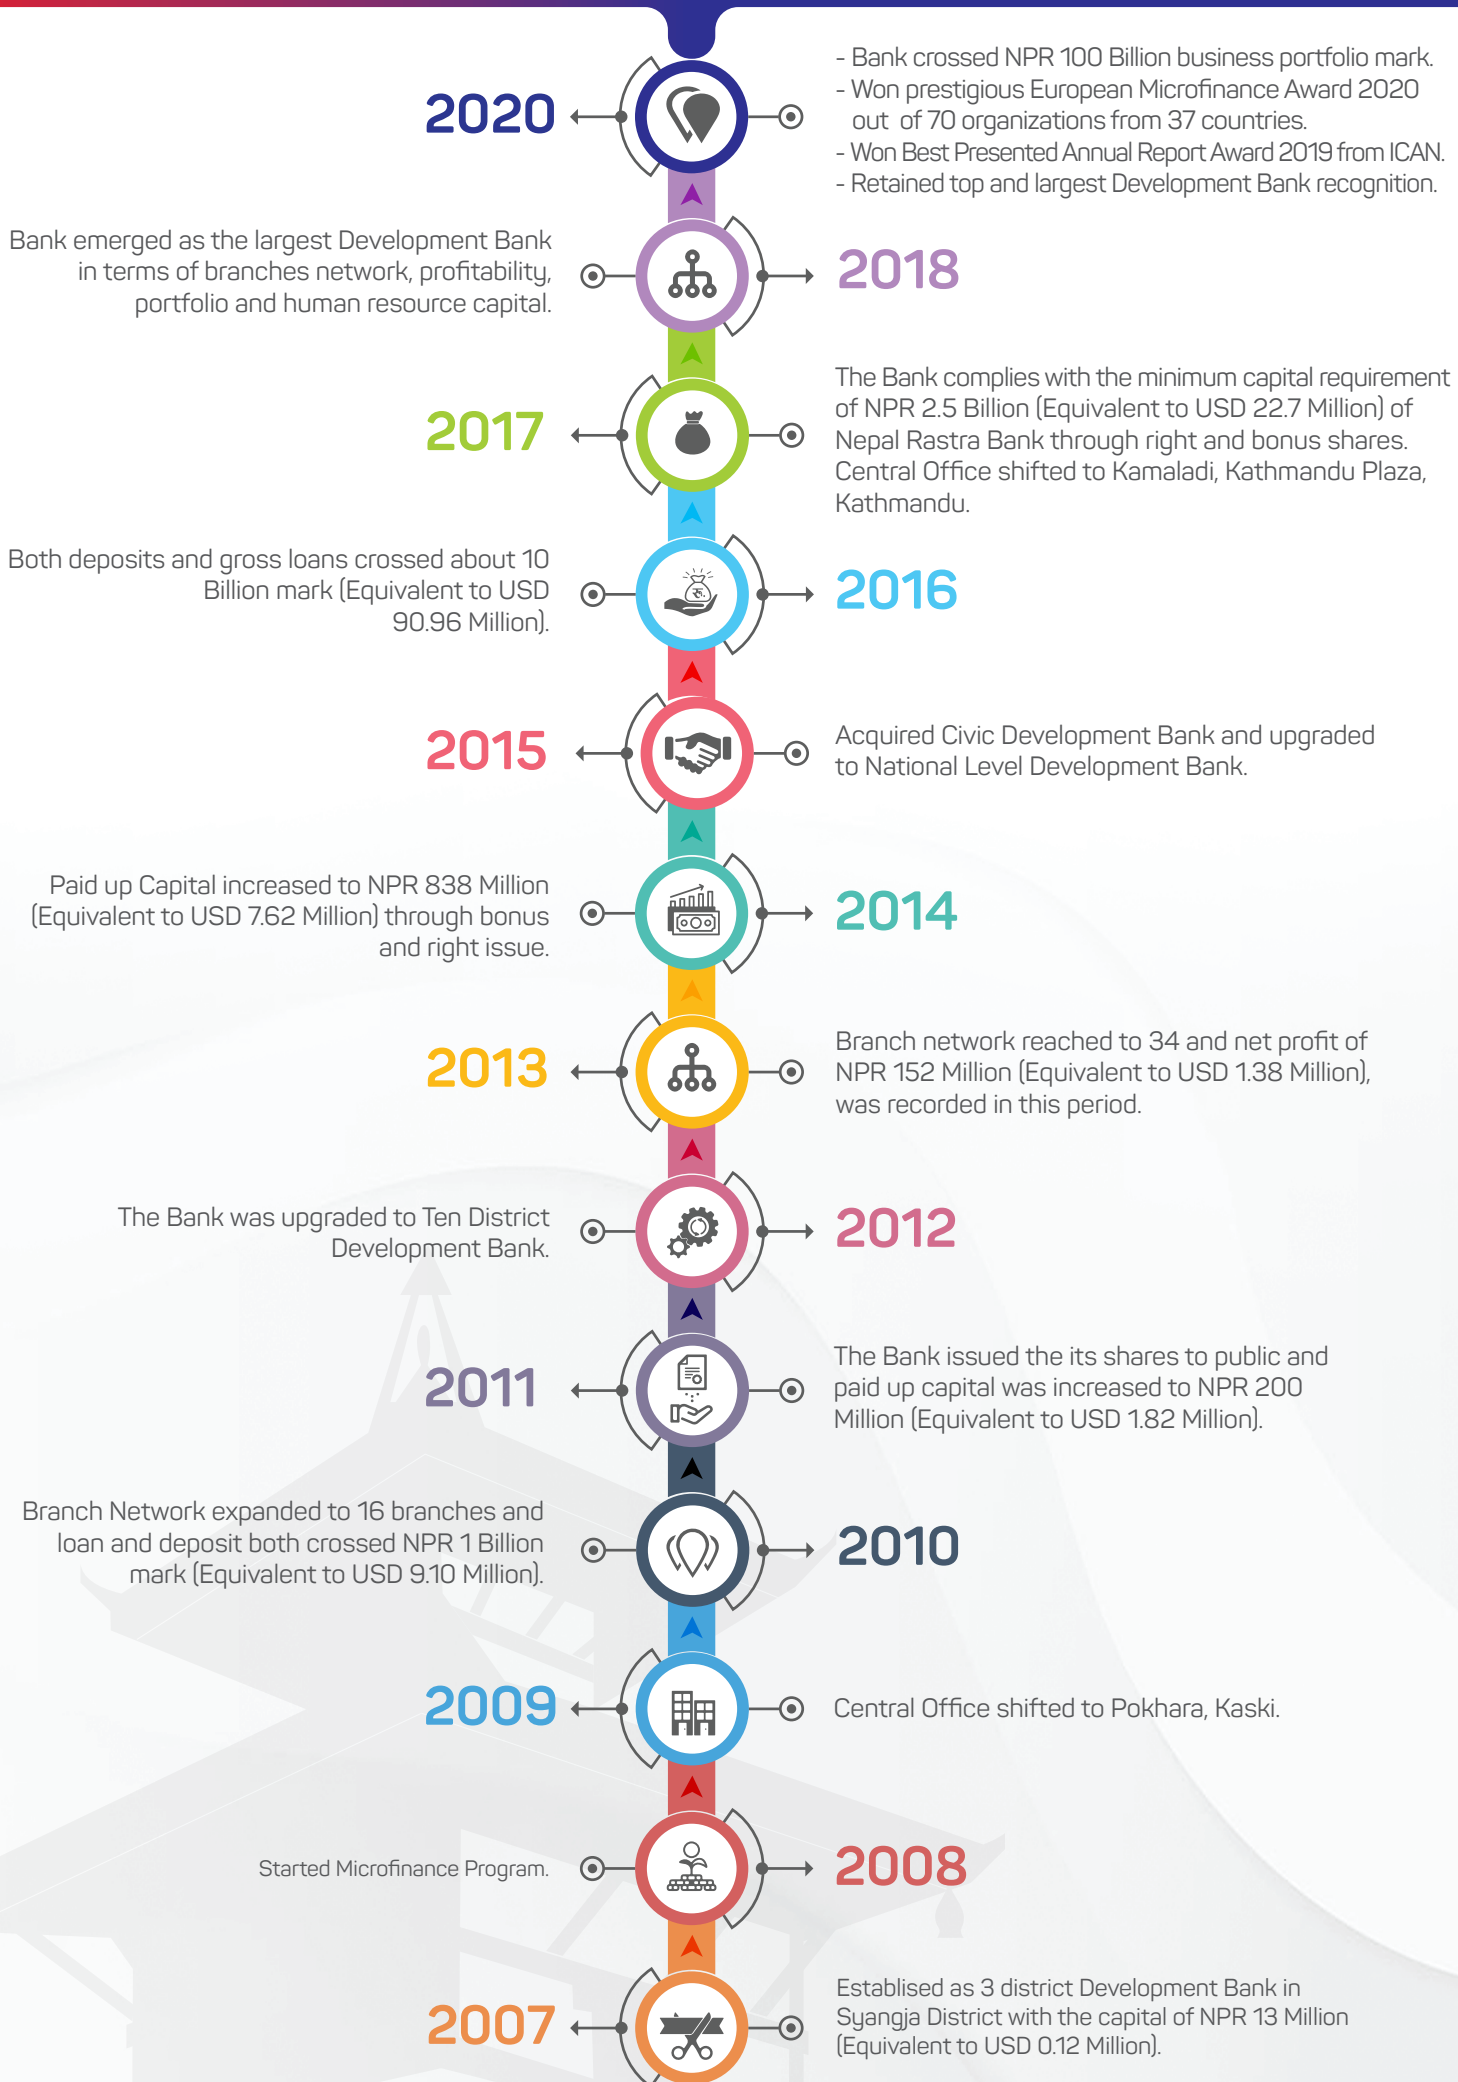 2020
- Bank crossed NPR 100 Billion business portfolio mark.
- Won prestigious European Microfinance Award 2020
out of 70 organizations from 37 countries.
- Won Best Presented Annual Report Award 2019 from ICAN.
- Retained top and largest Development Bank recognition.
Bank emerged as the largest Development Bank
in terms of branches network, profitability,
portfolio and human resource capital.
2018
2017
The Bank complies with the minimum capital requirement
of NPR 2.5 Billion (Equivalent to USD 22.7 Million) of
Nepal Rastra Bank through right and bonus shares.
Central Office shifted to Kamaladi, Kathmandu Plaza,
Kathmandu.
Both deposits and gross loans crossed about 10
Billion mark (Equivalent to USD
90.96 Million).
रु.
2016
2015
Acquired Civic Development Bank and upgraded
to National Level Development Bank.
Paid up Capital increased to NPR 838 Million
(Equivalent to USD 7.62 Million) through bonus
and right issue.
2014
2013
Branch network reached to 34 and net profit of
NPR 152 Million (Equivalent to USD 1.38 Million),
was recorded in this period.
The Bank was upgraded to Ten District
Development Bank.
2012
2011
The Bank issued the its shares to public and
paid up capital was increased to NPR 200
Million (Equivalent to USD 1.82 Million).
Branch Network expanded to 16 branches and
loan and deposit both crossed NPR 1 Billion
mark (Equivalent to USD 9.10 Million).
2010
2009
Central Office shifted to Pokhara, Kaski.
Started Microfinance Program.
2008
2007
Establised as 3 district Development Bank in
Syangja District with the capital of NPR 13 Million
(Equivalent to USD 0.12 Million).